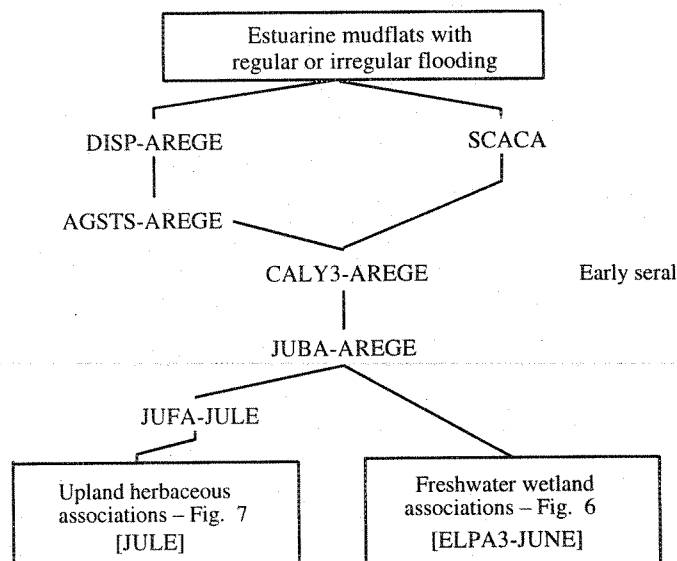 Estuarine mudflats with
regular or irregular flooding
DISP-AREGE
SCACA
AGSTS-AREGE
CALY3-AREGE
Early seral
JUBA-AREGE
JUFA-JULE
Upland herbaceous
associations – Fig. 7
[JULE]
Freshwater wetland
associations – Fig. 6
[ELPA3-JUNE]